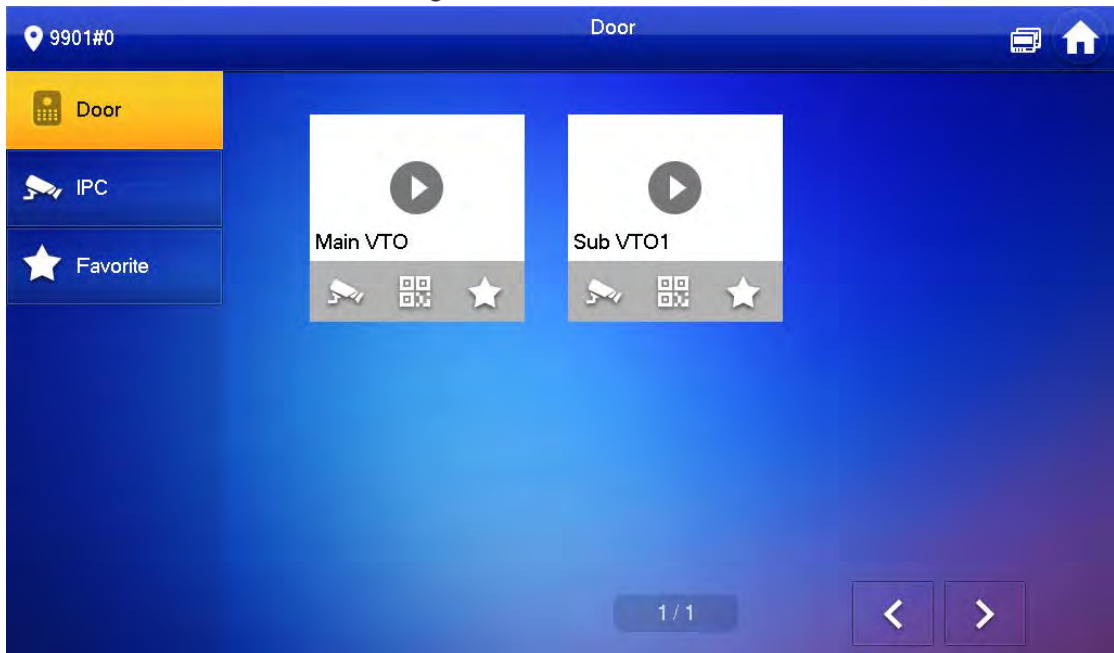 9901#0
Door
Door
IPC
Favorite
Main VTO
Sub VTO1
1/1